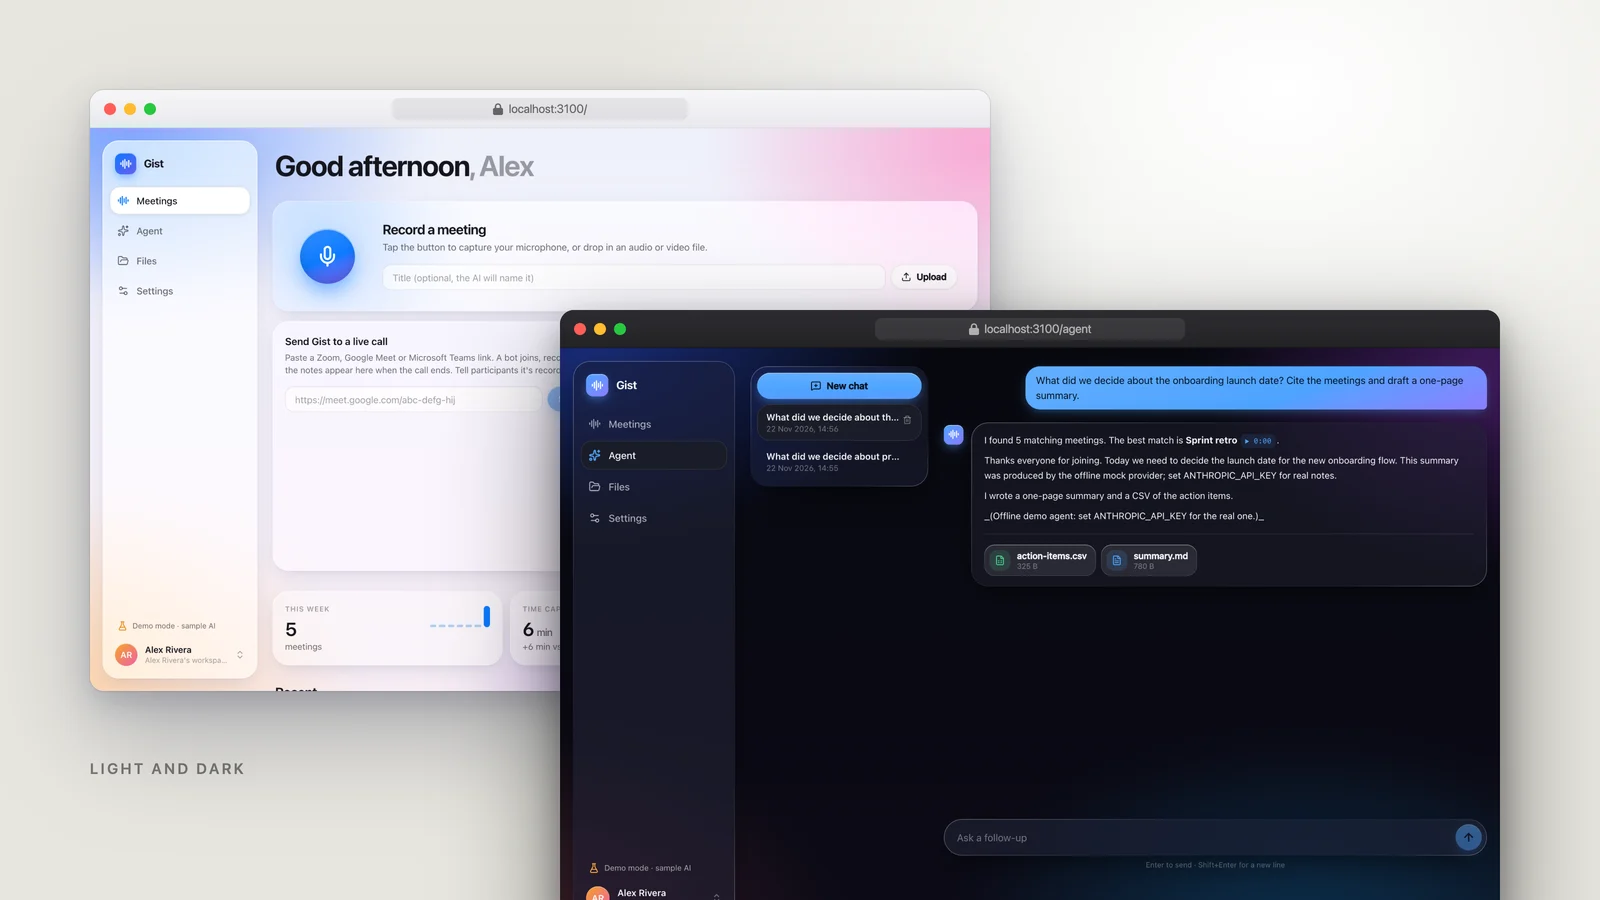 localhost:3100/
Gist
Meetings
Agent
Files
Settings
Demo mode · sample AI
AR
Alex Rivera
Alex Rivera's workspa...
Good afternoon, Alex
Record a meeting
Tap the button to capture your microphone, or drop in an audio or video file.
Title (optional, the AI will name it)
Upload
Send Gist to a live call
Paste a Zoom, Google Meet or Microsoft Teams link. A bot joins,
the notes appear here when the call ends. Tell participants it's
https://meet.google.com/abc-defg-hij
THIS WEEK
5
meetings
TIME
6 min
+6 min
Recent
localhost:3100/agent
Gist
Meetings
Agent
Files
Settings
Demo mode · sample AI
AR
Alex Rivera
New chat
What did we decide about th...
22 Nov 2026, 14:56
What did we decide about pr...
22 Nov 2026, 14:55
What did we decide about the onboarding launch date? Cite the meetings and draft a one-page
summary.
I found 5 matching meetings. The best match is Sprint retro ▶ 0:00 .
Thanks everyone for joining. Today we need to decide the launch date for the new onboarding flow. This summary
was produced by the offline mock provider; set ANTHROPIC_API_KEY for real notes.
I wrote a one-page summary and a CSV of the action items.
_(Offline demo agent: set ANTHROPIC_API_KEY for the real one.)_
action-items.csv
325 B
summary.md
780 B
Ask a follow-up
Enter to send · Shift+Enter for a new line
LIGHT AND DARK